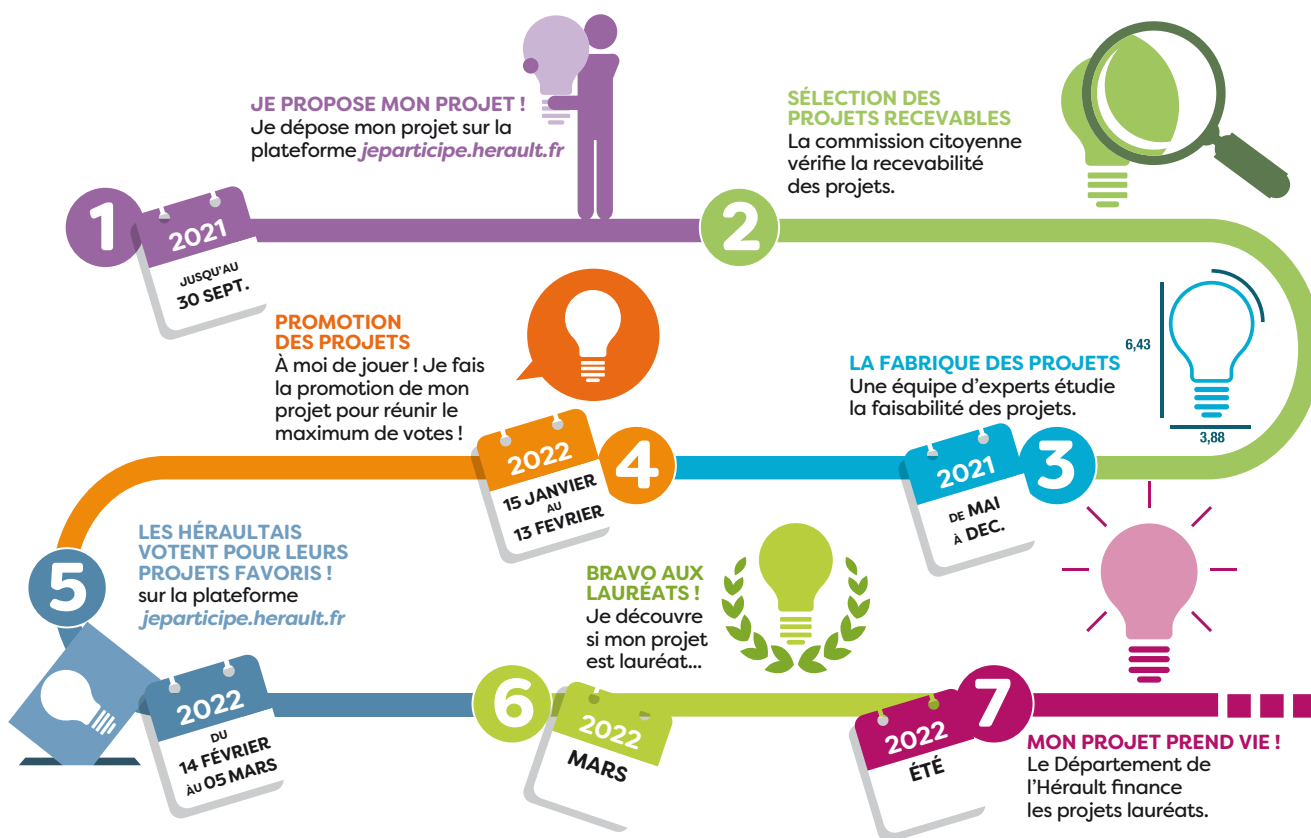 JE PROPOSE MON PROJET !
Je dépose mon projet sur la
plateforme jeparticipe.herault.fr
1
2021
JUSQU'AU
30 SEPT.
SÉLECTION DES
PROJETS RECEVABLES
La commission citoyenne
vérifie la recevabilité
des projets.
2
LA FABRIQUE DES PROJETS
Une équipe d'experts étudie
la faisabilité des projets.
6,43
3,88
3
2021
DE MAI
À DEC.
PROMOTION
DES PROJETS
À moi de jouer ! Je fais
la promotion de mon
projet pour réunir le
maximum de votes !
4
2022
15 JANVIER
AU
13 FEVRIER
LES HÉRAULTAIS
VOTENT POUR LEURS
PROJETS FAVORIS !
sur la plateforme
jeparticipe.herault.fr
5
2022
DU
14 FÉVRIER
AU 05 MARS
BRAVO AUX
LAURÉATS !
Je découvre
si mon projet
est lauréat...
6
2022
MARS
7
2022
ÉTÉ
MON PROJET PREND VIE !
Le Département de
l'Hérault finance
les projets lauréats.